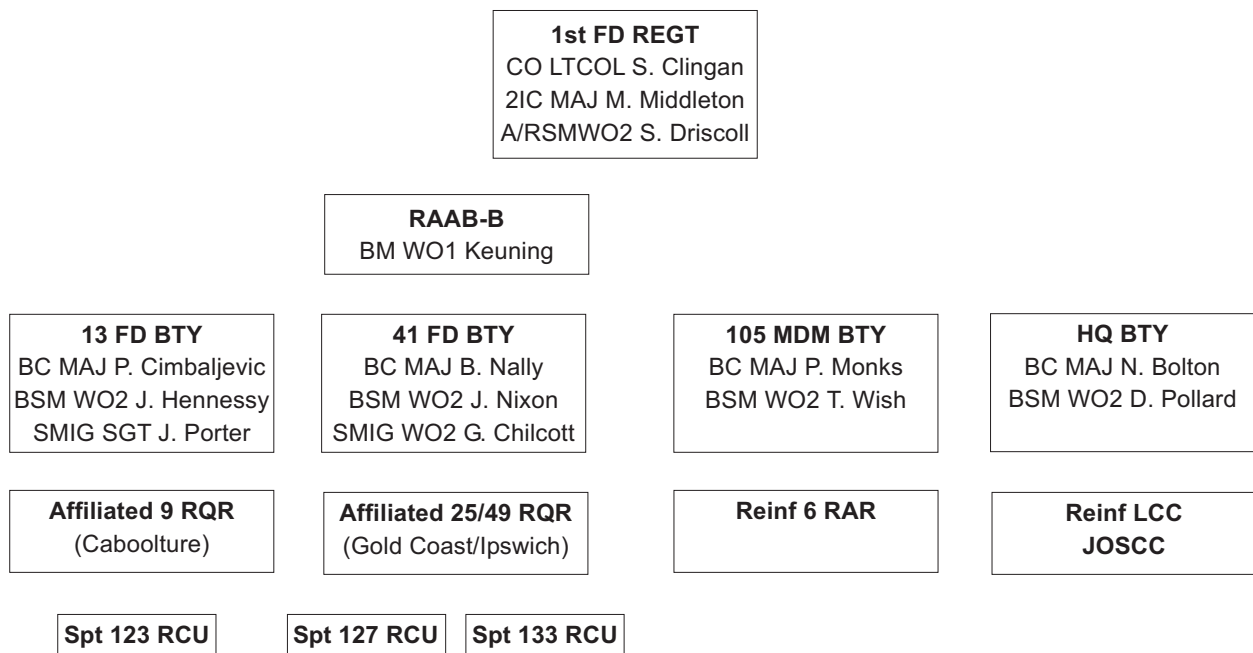 1st FD REGT
CO LTCOL S. Clingan
2IC MAJ M. Middleton
A/RSMWO2 S. Driscoll
RAAB-B
BM WO1 Keuning
13 FD BTY
BC MAJ P. Cimbaljevic
BSM WO2 J. Hennessy
SMIG SGT J. Porter
41 FD BTY
BC MAJ B. Nally
BSM WO2 J. Nixon
SMIG WO2 G. Chilcott
105 MDM BTY
BC MAJ P. Monks
BSM WO2 T. Wish
HQ BTY
BC MAJ N. Bolton
BSM WO2 D. Pollard
Affiliated 9 RQR
(Caboolture)
Affiliated 25/49 RQR
(Gold Coast/Ipswich)
Reinf 6 RAR
Reinf LCC
JOSCC
Spt 123 RCU
Spt 127 RCU
Spt 133 RCU